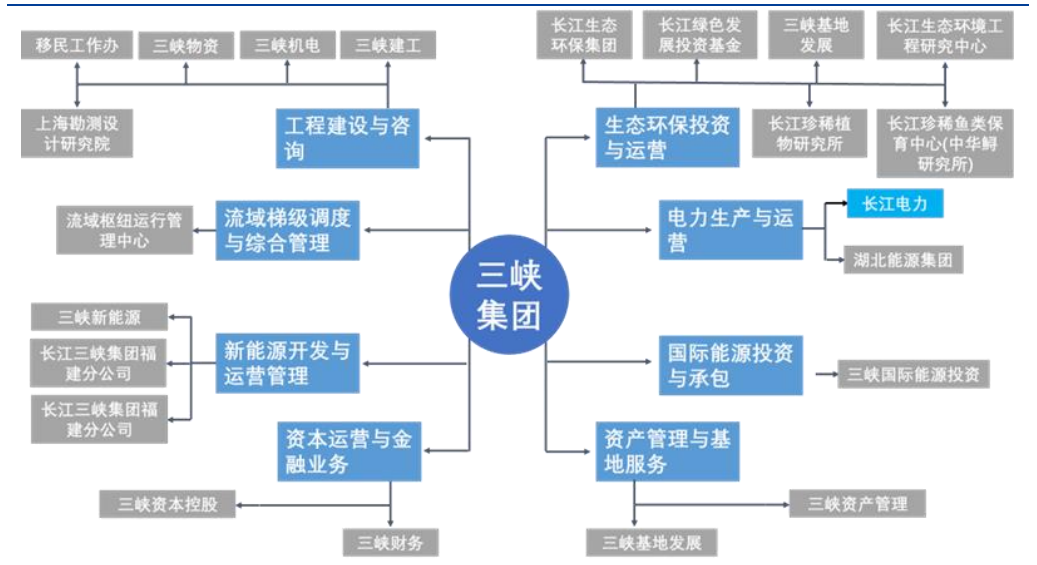 移民工作办
三峡物资
三峡机电
三峡建工
上海勘测设
计研究院
工程建设与咨
询
流域枢纽运行管
理中心
流域梯级调度
与综合管理
三峡新能源
长江三峡集团福
建分公司
长江三峡集团福
建分公司
新能源开发与
运营管理
资本运营与金
融业务
三峡资本控股
三峡财务
三峡
集团
长江生态
环保集团
长江绿色发
展投资基金
三峡基地
发展
长江生态环境工
程研究中心
生态环保投资
与运营
长江珍稀植
物研究所
长江珍稀鱼类保
育中心(中华鲟
研究所)
电力生产与运
营
长江电力
湖北能源集团
国际能源投资
与承包
三峡国际能源投资
资产管理与基
地服务
三峡资产管理
三峡基地发展